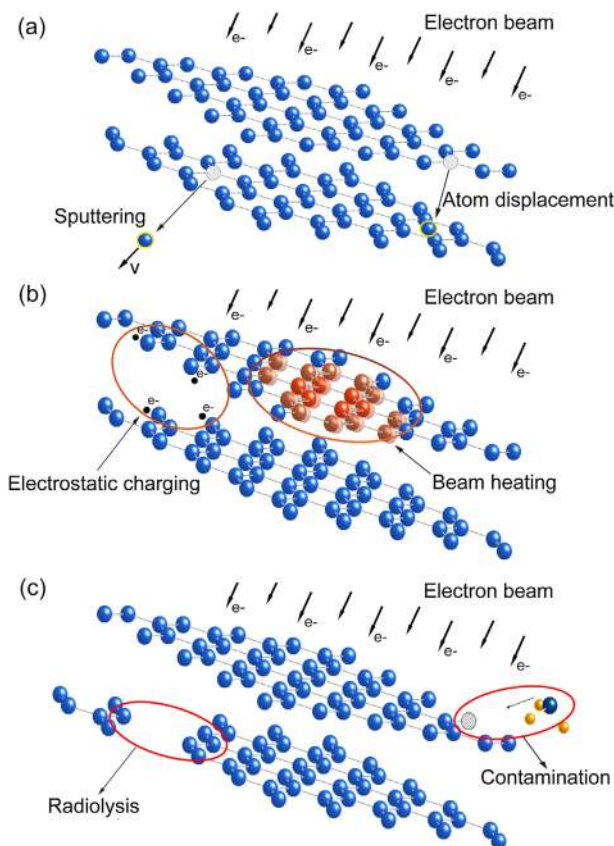 (a)
Electron beam
e-
e-
e-
e-
e-
Sputtering
Atom displacement
v
(b)
Electron beam
e-
e-
e-
e-
e-
e-
e-
e-
e-
Electrostatic charging
Beam heating
(c)
Electron beam
e-
e-
e-
e-
e-
Radiolysis
Contamination